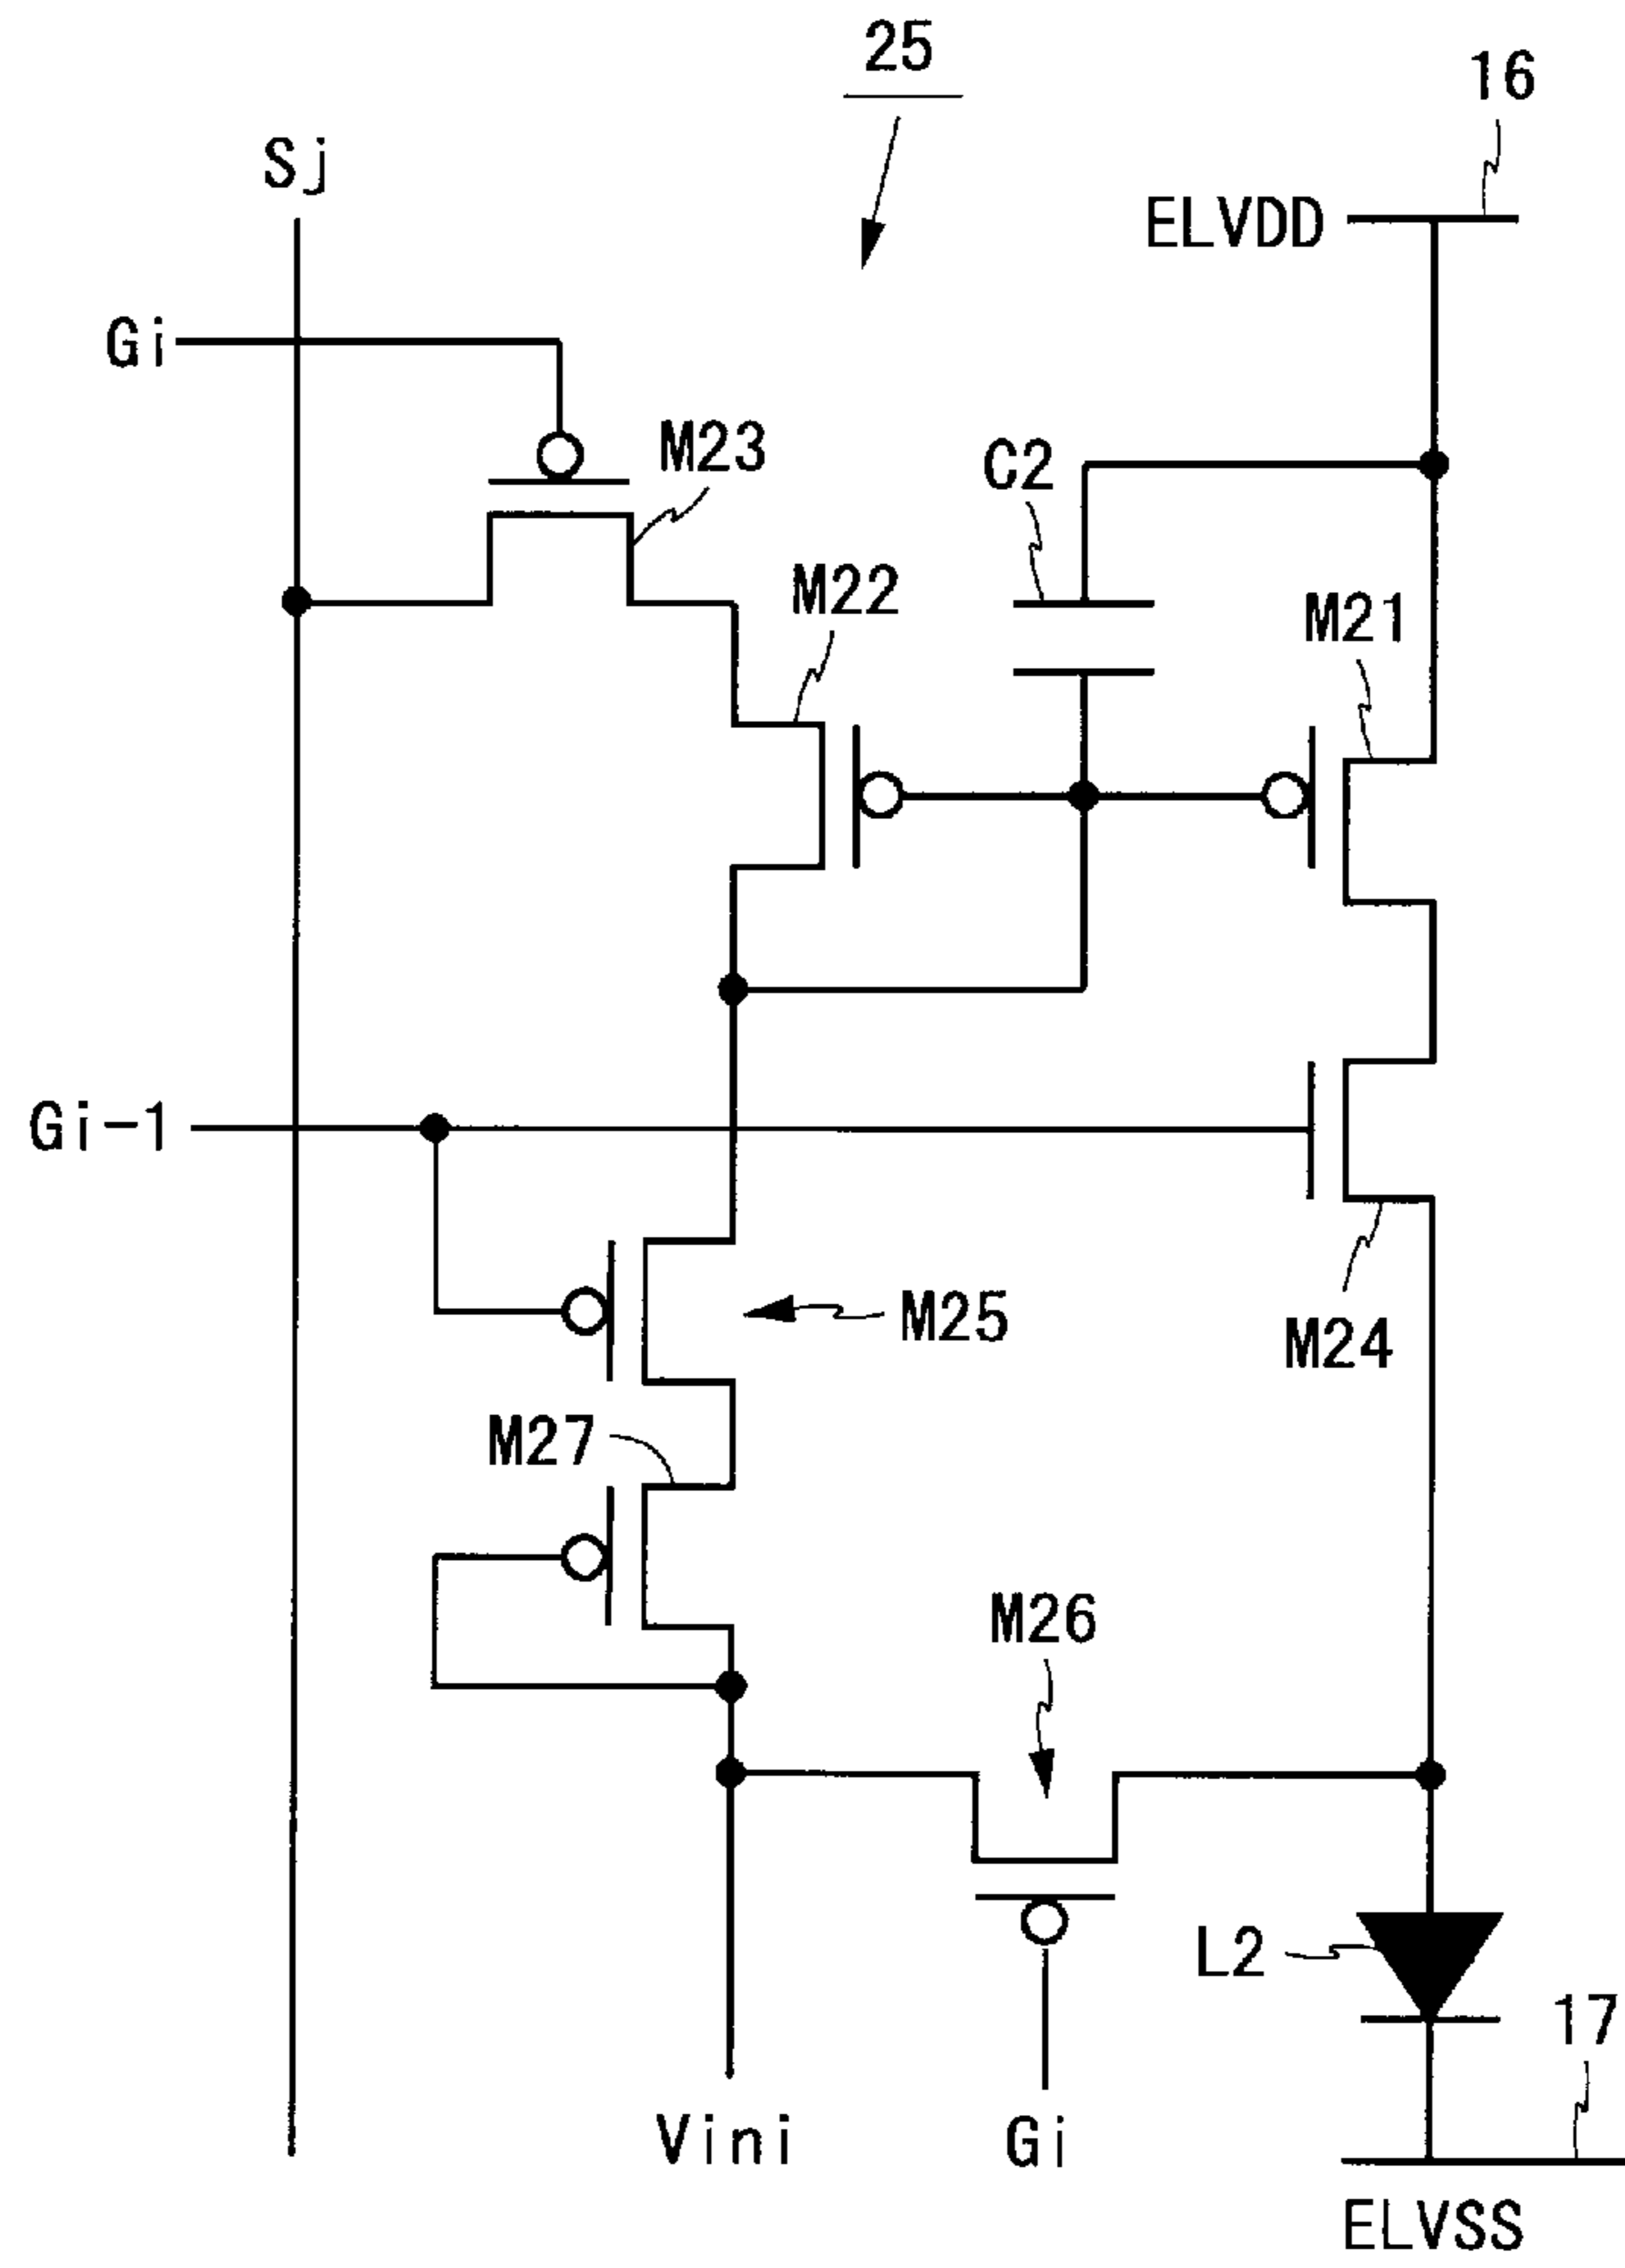 25
16
Sj
ELVDD
Gi
M23
C2
M22
M21
Gi-1
M25
M24
M27
M26
L2
17
Vini
Gi
ELVSS